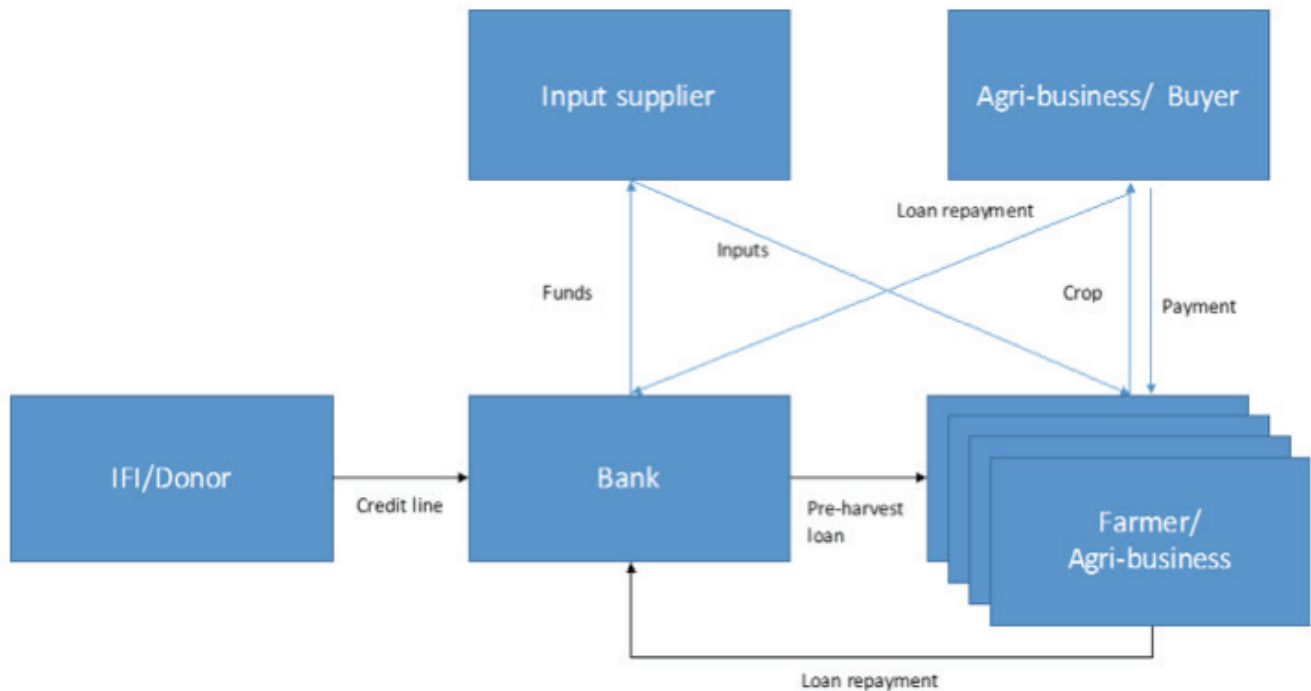 Input supplier
Agri-business/ Buyer
Loan repayment
Inputs
Funds
Crop
Payment
IFI/Donor
Credit line
Bank
Pre-harvest
loan
Farmer/
Agri-business
Loan repayment